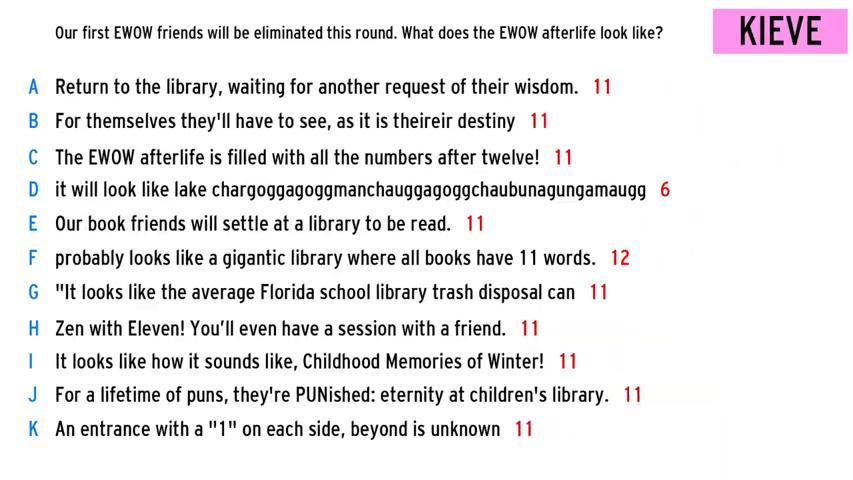 Our first EWOW friends will be eliminated this round. What does the EWOW afterlife look like?
KIEVE
A Return to the library, waiting for another request of their wisdom. 11
B For themselves they'll have to see, as it is theireir destiny 11
C The EWOW afterlife is filled with all the numbers after twelve! 11
D it will look like lake chargoggagoggmanchauggagoggchaubunagungamaugg 6
E Our book friends will settle at a library to be read. 11
F probably looks like a gigantic library where all books have 11 words. 12
G "It looks like the average Florida school library trash disposal can 11
H Zen with Eleven! You'll even have a session with a friend. 11
I It looks like how it sounds like, Childhood Memories of Winter! 11
J For a lifetime of puns, they're PUNished: eternity at children's library. 11
K An entrance with a "1" on each side, beyond is unknown 11